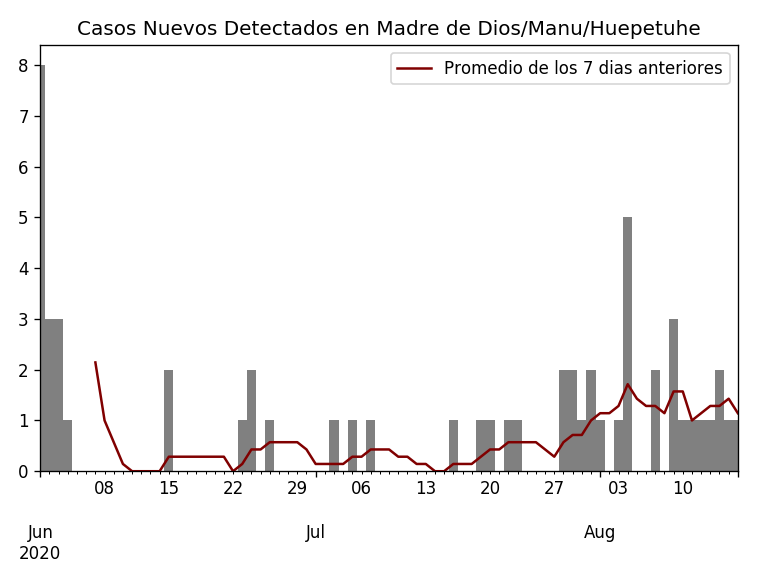 Casos Nuevos Detectados en Madre de Dios/Manu/Huepetuhe
Promedio de los 7 dias anteriores
8
7
6
5
4
3
2
1
0
08 15 22 29 06 13 20 27 03 10
Jun Jul Aug
2020